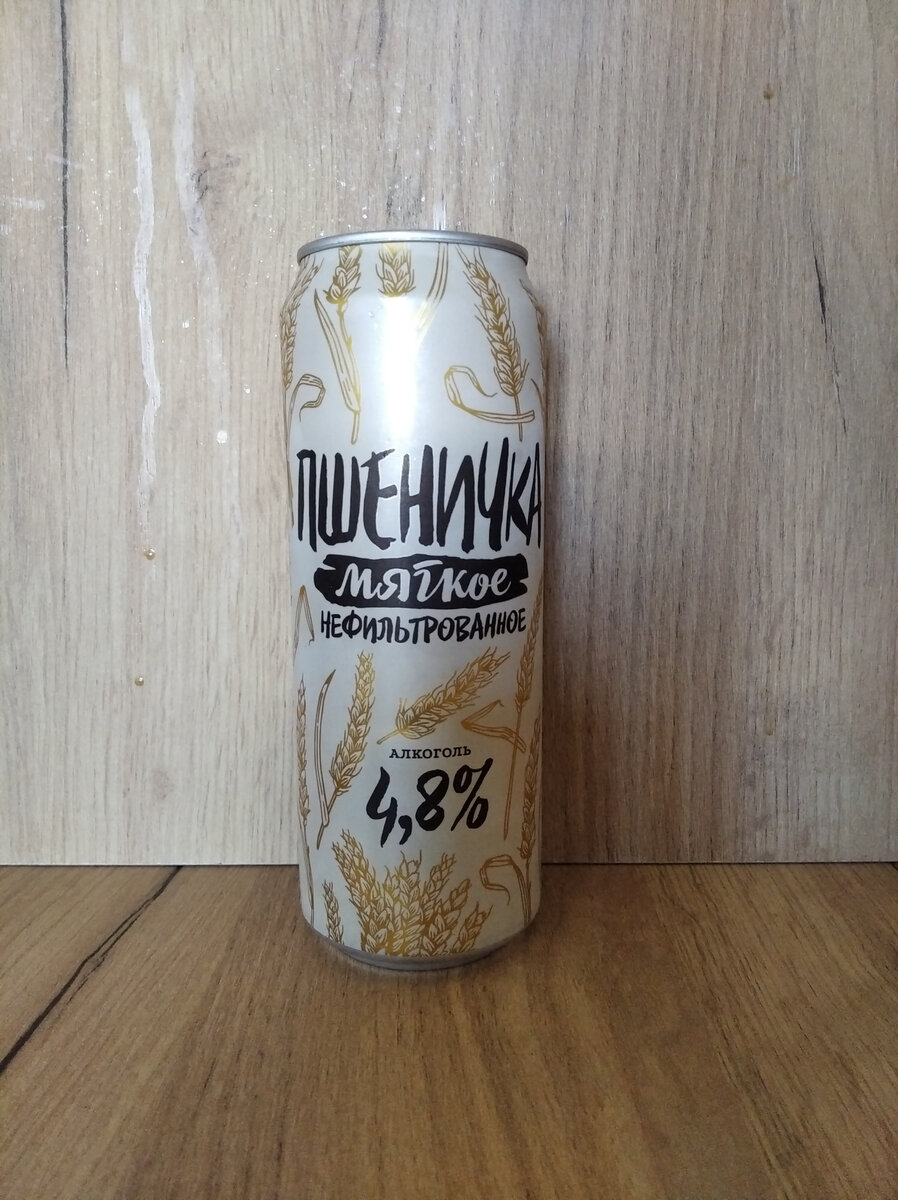 ПШЕНИЧКА
мягкое
НЕФИЛЬТРОВАННОЕ
АЛКОГОЛЬ
4,8%